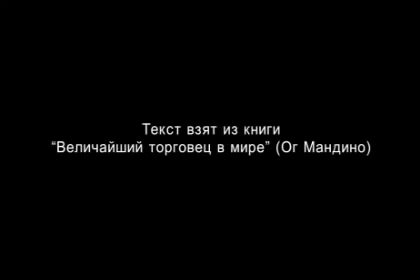 Текст взят из книги
“Величайший торговец в мире” (Ог Мандино)